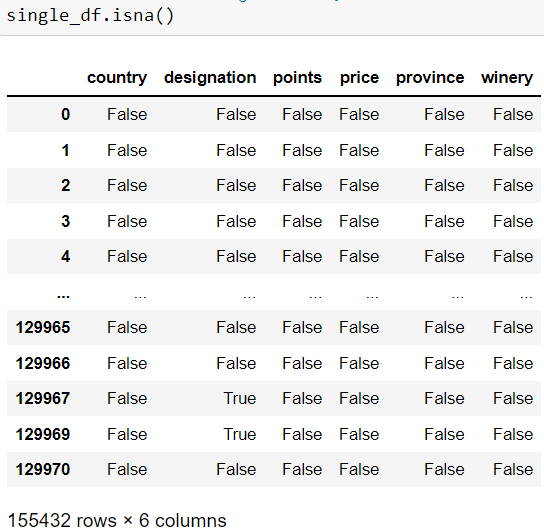 single_df.isna()
country designation points price province winery
0 False False False False False False
1 False False False False False False
2 False False False False False False
3 False False False False False False
4 False False False False False False
... ... ... ... ... ... ...
129965 False False False False False False
129966 False False False False False False
129967 False True False False False False
129969 False True False False False False
129970 False False False False False False
155432 rows × 6 columns